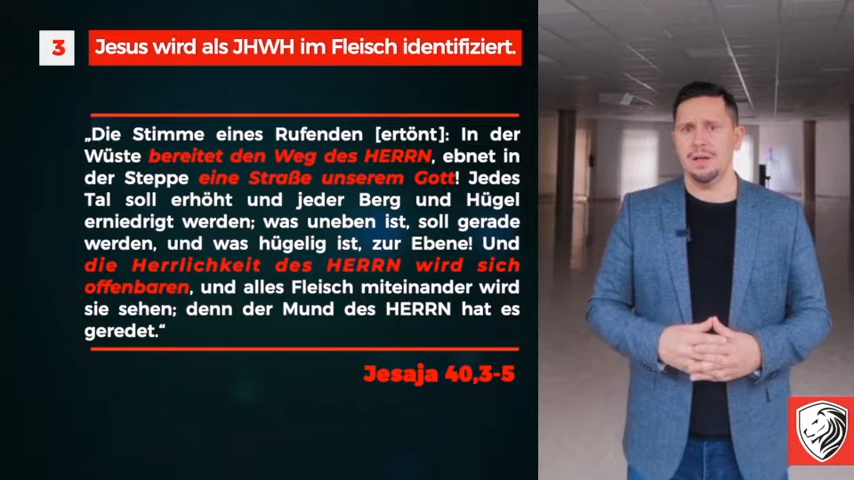 3
Jesus wird als JHWH im Fleisch identifiziert.
„Die Stimme eines Rufenden [ertönt]: In der
Wüste bereitet den Weg des HERRN, ebnet in
der Steppe eine Straße unserem Gott! Jedes
Tal soll erhöht und jeder Berg und Hügel
erniedrigt werden; was uneben ist, soll gerade
werden, und was hügelig ist, zur Ebene! Und
die Herrlichkeit des HERRN wird sich
offenbaren, und alles Fleisch miteinander wird
sie sehen; denn der Mund des HERRN hat es
geredet.“
Jesaja 40,3-5